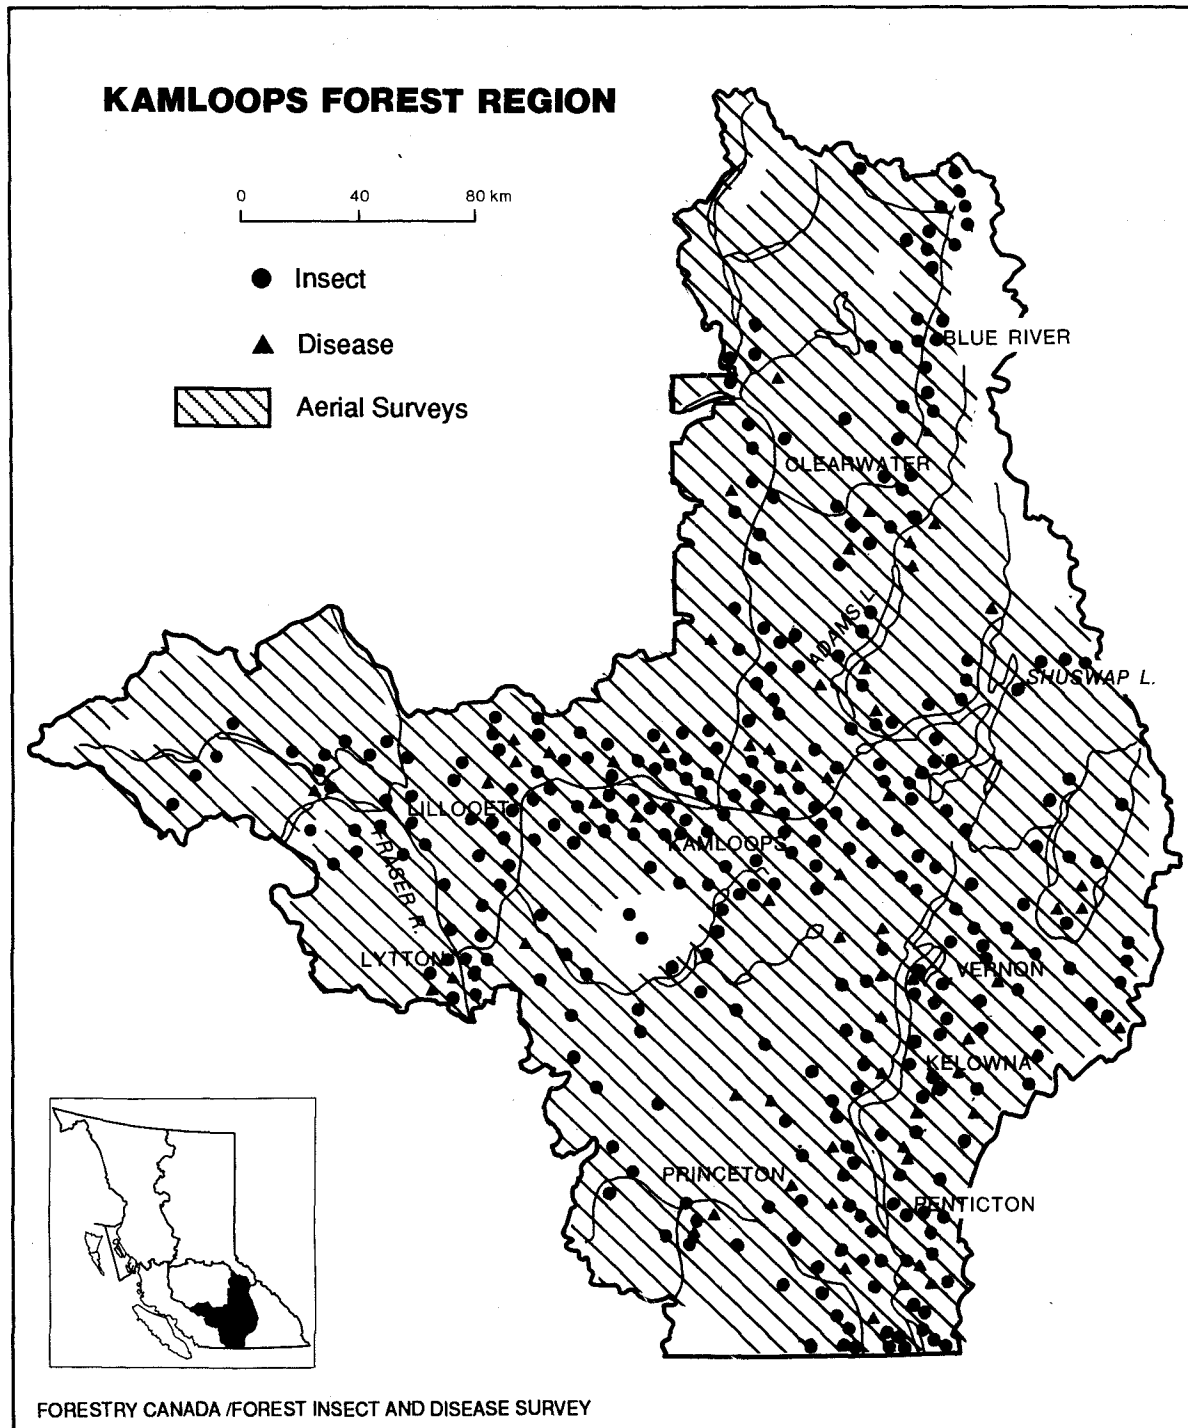 KAMLOOPS FOREST REGION
0 40 80 km
Insect
Disease
Aerial Surveys
BLUE RIVER
CLEARWATER
ADAMS L.
SHUSWAP L.
LILLOOET
KAMLOOPS
FRASER R.
LYTTON
VERNON
KELOWNA
PRINCETON
PENTICTON
FORESTRY CANADA /FOREST INSECT AND DISEASE SURVEY